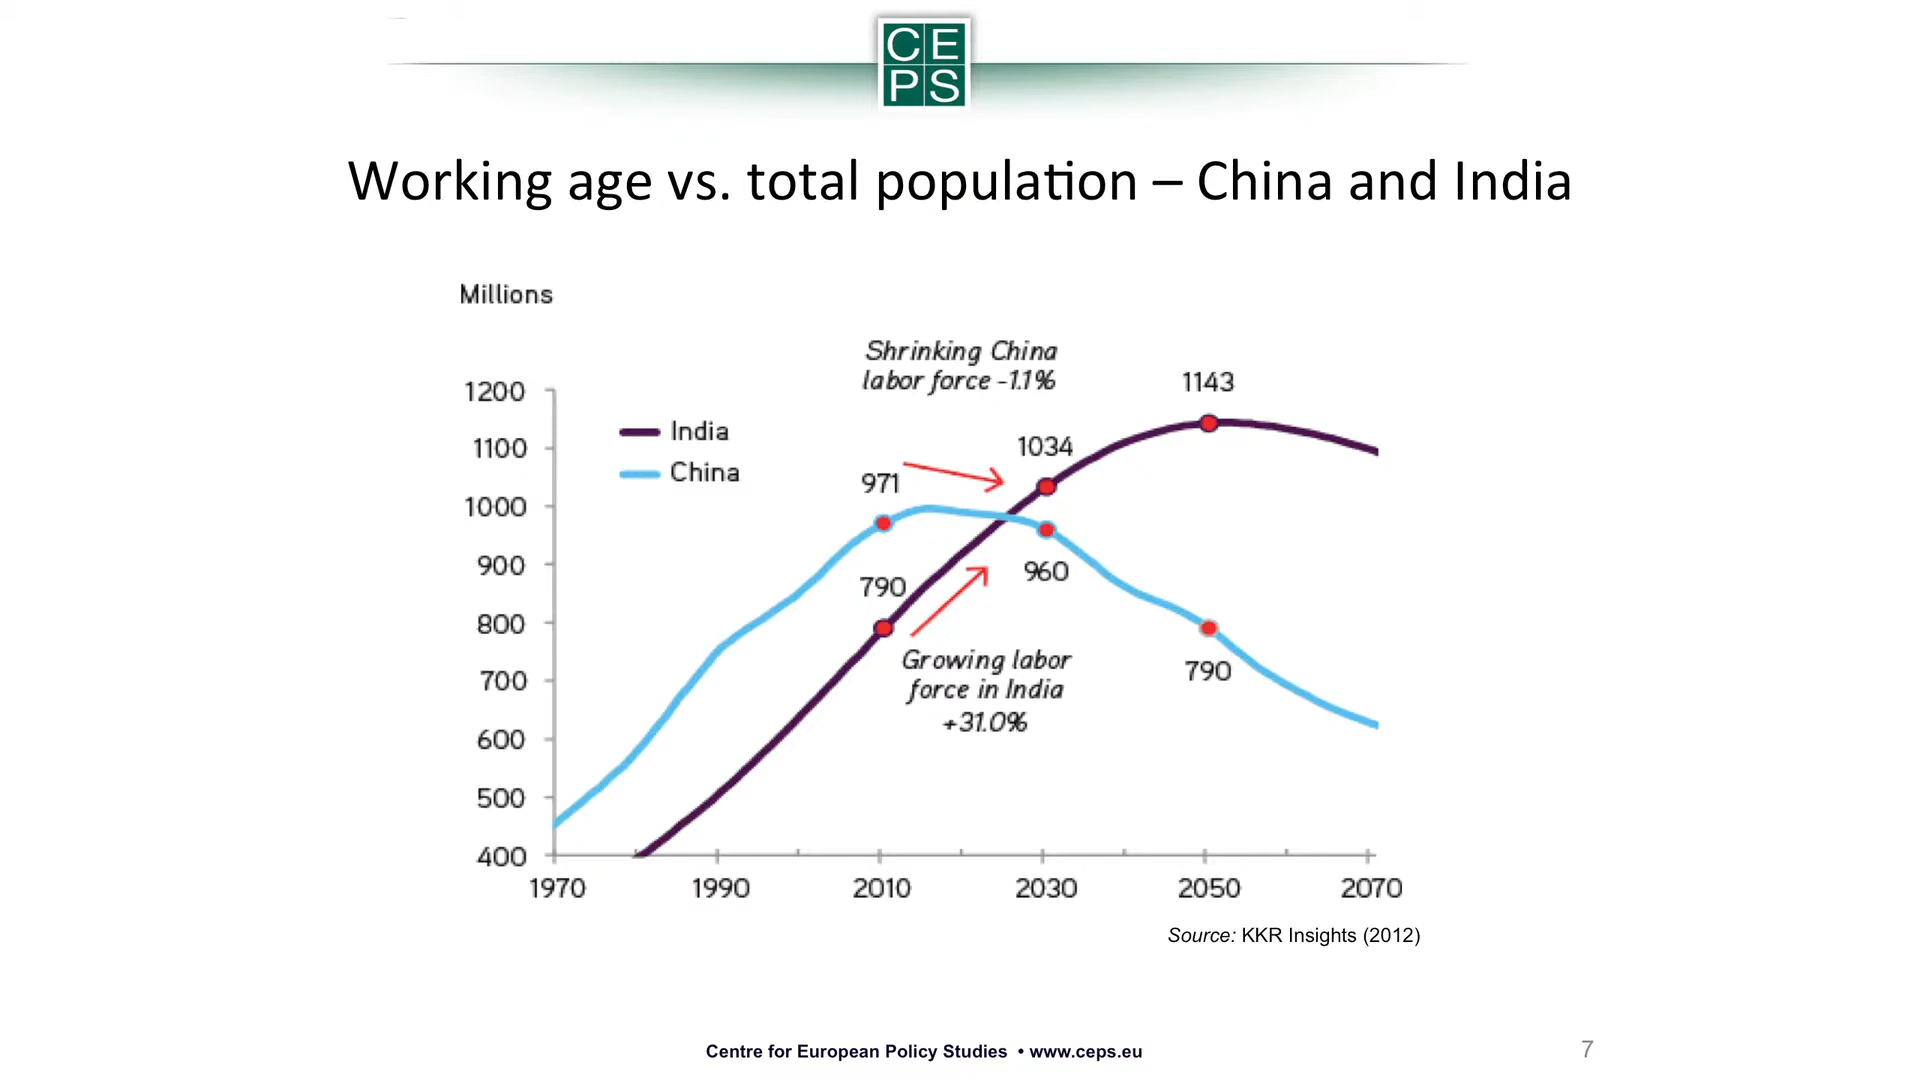 CE
PS
Working age vs. total population – China and India
Millions
Shrinking China
labor force -1.1%
1200
1100
1000
900
800
700
600
500
400
India
China
971
1034
1143
790
960
790
Growing labor
force in India
+31.0%
1970 1990 2010 2030 2050 2070
Source: KKR Insights (2012)
Centre for European Policy Studies • www.ceps.eu
7